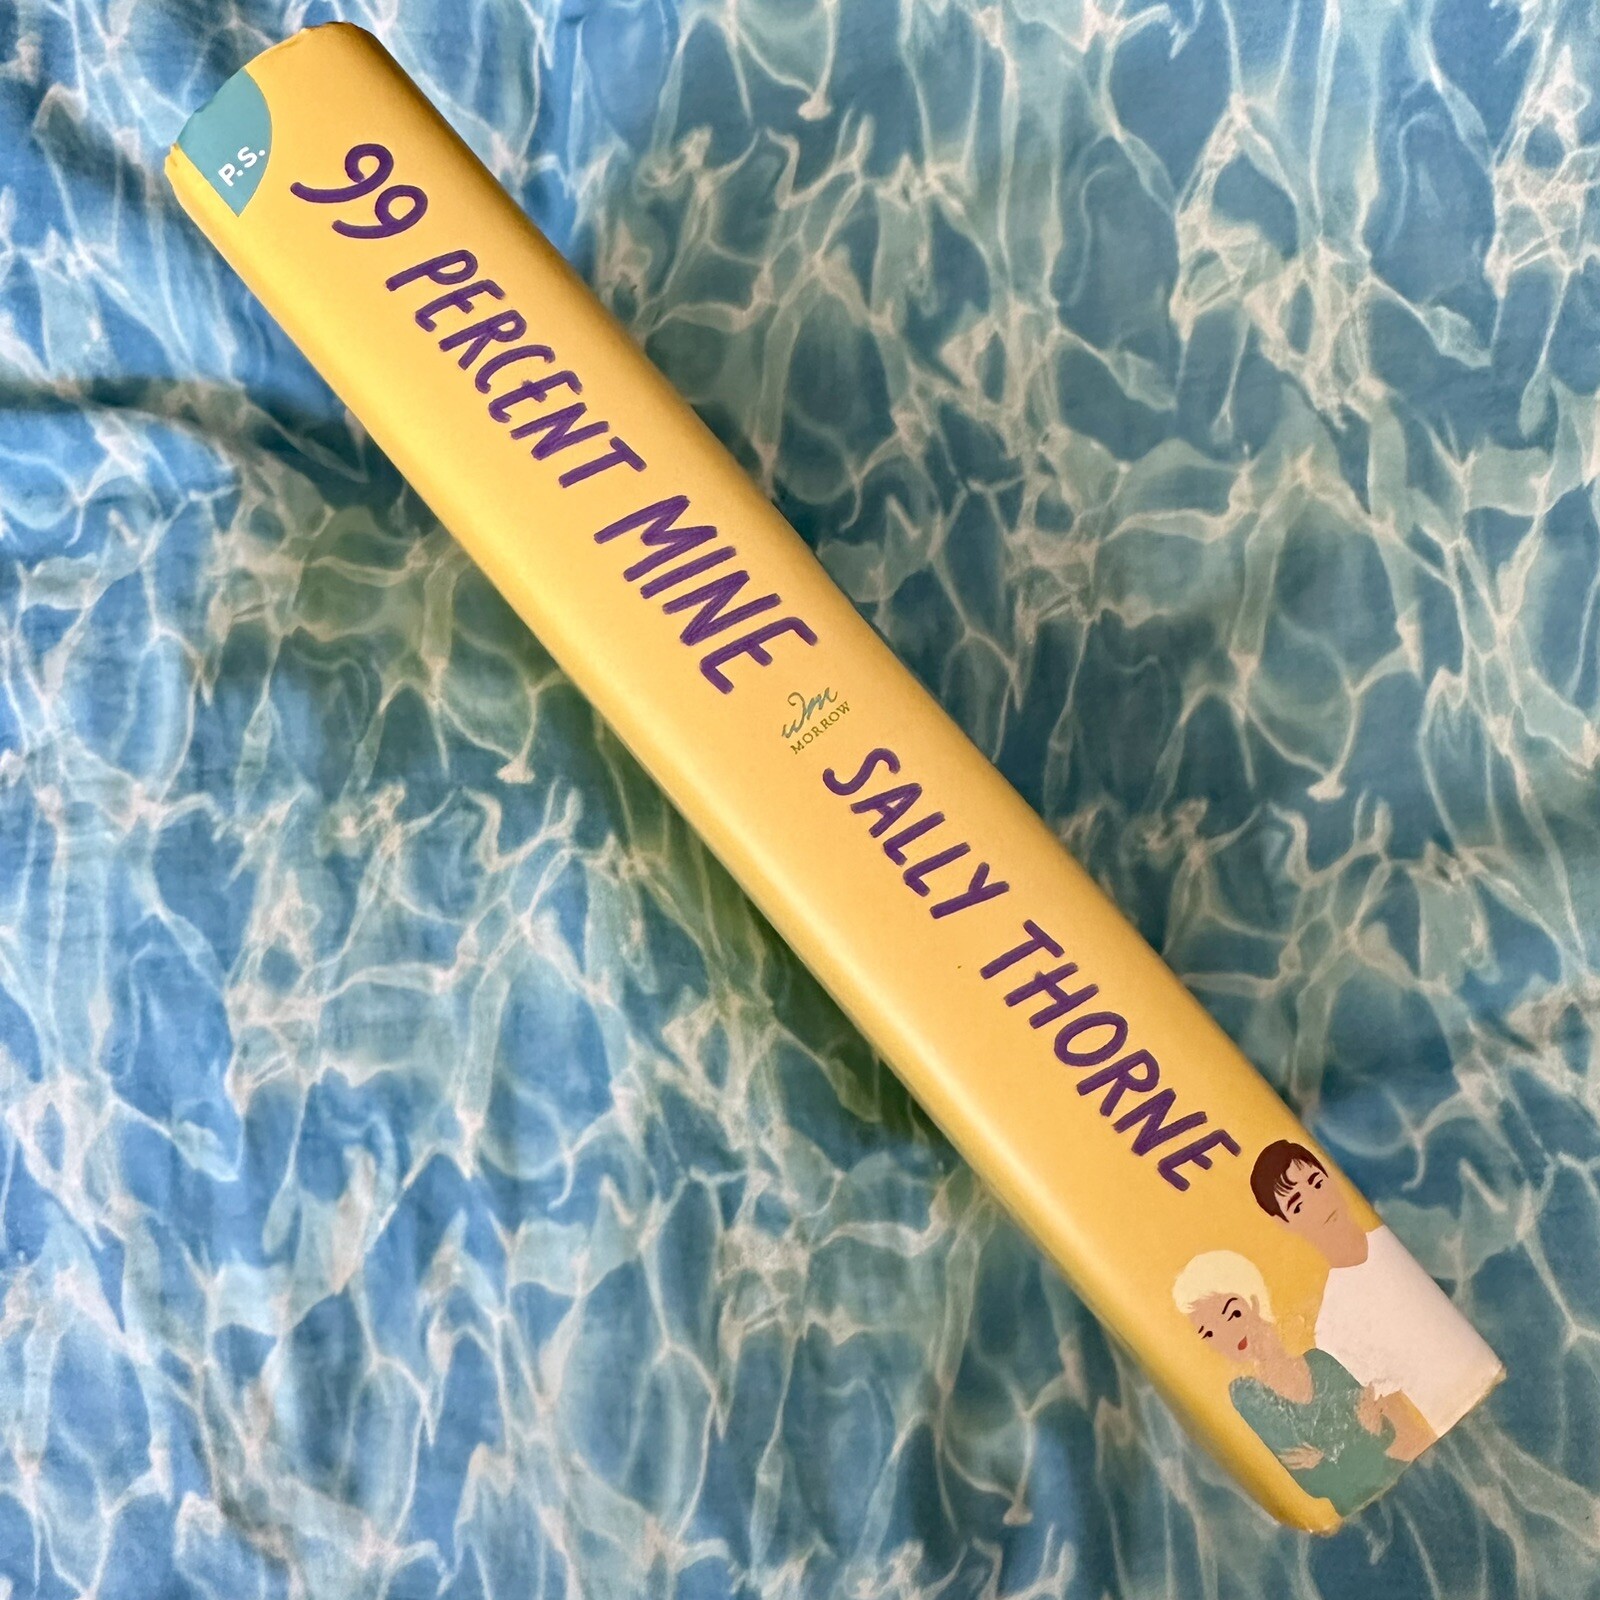 P.S.
99 PERCENT MINE
WM
MORROW
SALLY THORNE